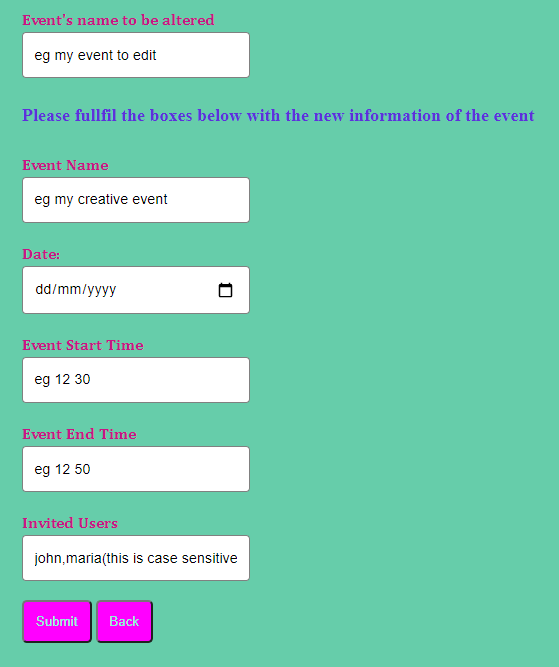 Event's name to be altered
eg my event to edit
Please fullfil the boxes below with the new information of the event
Event Name
eg my creative event
Date:
dd/mm/yyyy
Event Start Time
eg 12 30
Event End Time
eg 12 50
Invited Users
john,maria(this is case sensitive
Submit Back